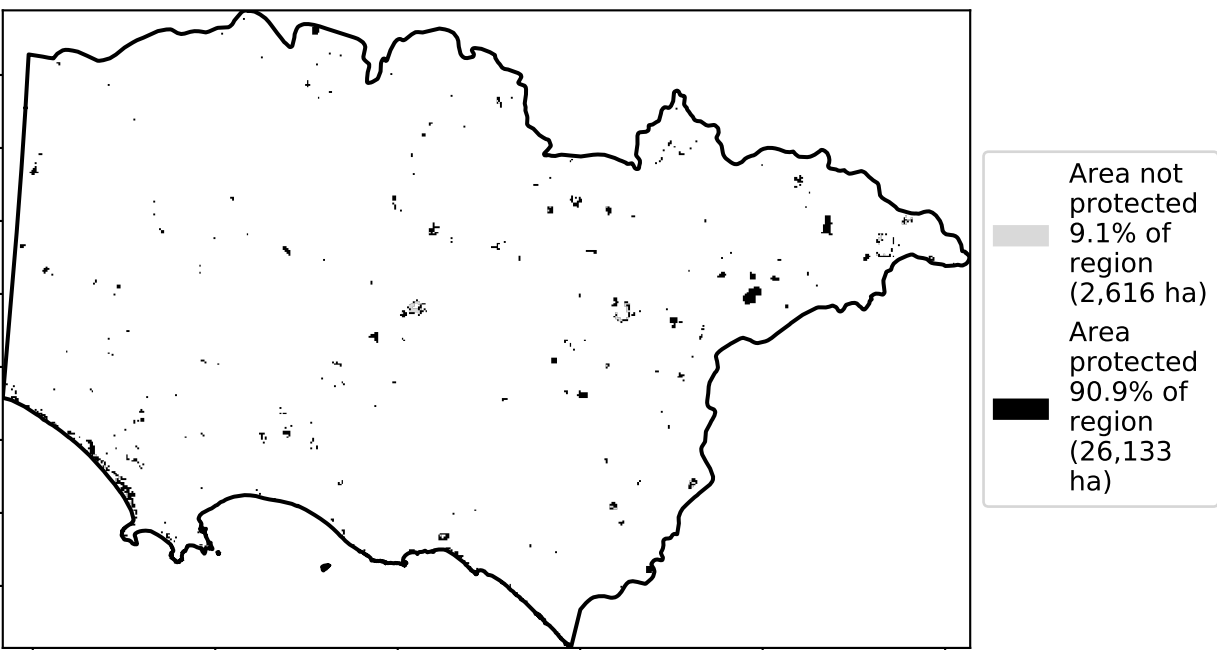 Area not
protected
9.1% of
region
(2,616 ha)
Area
protected
90.9% of
region
(26,133
ha)